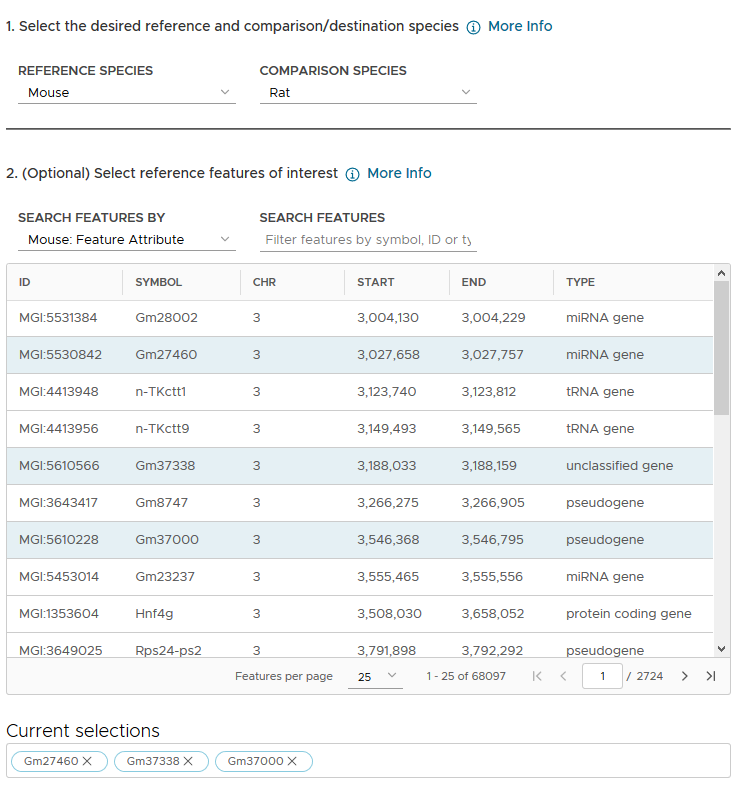 1. Select the desired reference and comparison/destination species More Info
REFERENCE SPECIES COMPARISON SPECIES
Mouse Rat
2. (Optional) Select reference features of interest More Info
SEARCH FEATURES BY SEARCH FEATURES
Mouse: Feature Attribute Filter features by symbol, ID or ty
ID SYMBOL CHR START END TYPE
MGI:5531384 Gm28002 3 3,004,130 3,004,229 miRNA gene
MGI:5530842 Gm27460 3 3,027,658 3,027,757 miRNA gene
MGI:4413948 n-TKctt1 3 3,123,740 3,123,812 tRNA gene
MGI:4413956 n-TKctt9 3 3,149,493 3,149,565 tRNA gene
MGI:5610566 Gm37338 3 3,188,033 3,188,159 unclassified gene
MGI:3643417 Gm8747 3 3,266,275 3,266,905 pseudogene
MGI:5610228 Gm37000 3 3,546,368 3,546,795 pseudogene
MGI:5453014 Gm23237 3 3,555,465 3,555,556 miRNA gene
MGI:1353604 Hnf4g 3 3,508,030 3,658,052 protein coding gene
MGI:3649025 Rps24-ps2 3 3,791,898 3,792,292 pseudogene
Features per page 25 1 - 25 of 68097 1 / 2724
Current selections
Gm27460 Gm37338 Gm37000